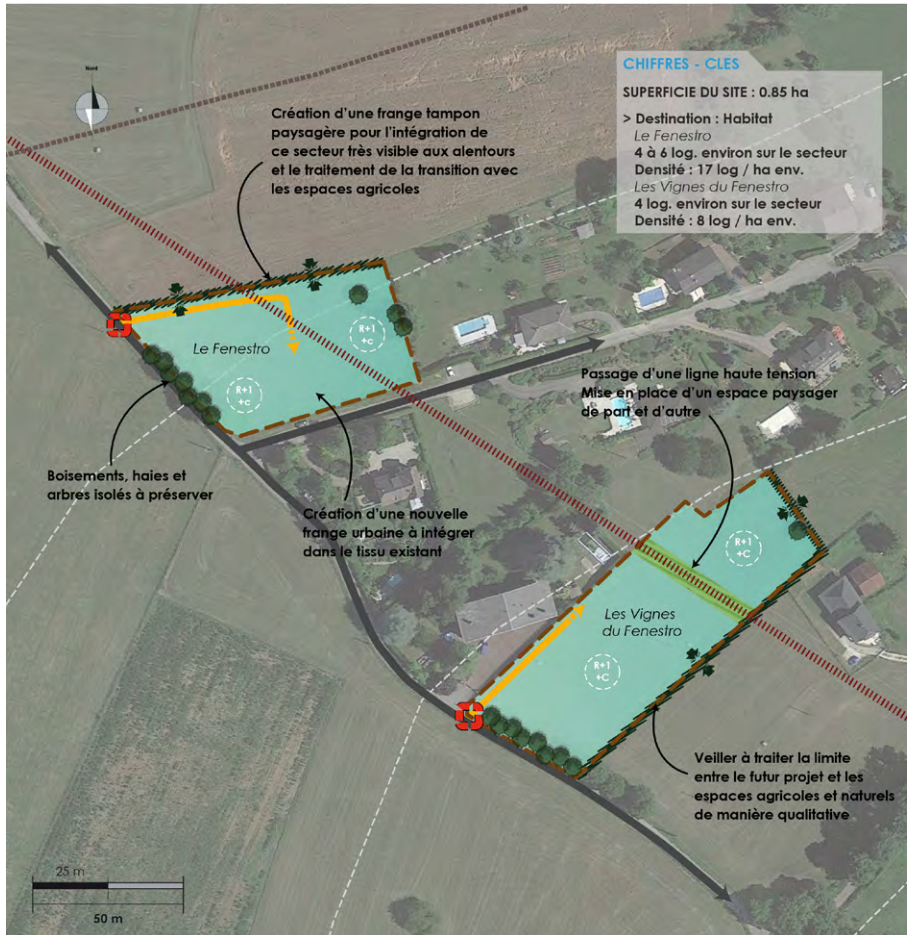 Nord
CHIFFRES - CLES
SUPERFICIE DU SITE : 0.85 ha
> Destination : Habitat
Le Fenestro
4 à 6 log. environ sur le secteur
Densité : 17 log / ha env.
Les Vignes du Fenestro
4 log. environ sur le secteur
Densité : 8 log / ha env.
Création d'une frange tampon
paysagère pour l'intégration de
ce secteur très visible aux alentours
et le traitement de la transition avec
les espaces agricoles
Le Fenestro
R+1
+c
R+1
+c
Passage d'une ligne haute tension
Mise en place d'un espace paysager
de part et d'autre
Boisements, haies et
arbres isolés à préserver
Création d'une nouvelle
frange urbaine à intégrer
dans le tissu existant
R+1
+C
Les Vignes
du Fenestro
R+1
+C
Veiller à traiter la limite
entre le futur projet et les
espaces agricoles et naturels
de manière qualitative
25 m
50 m